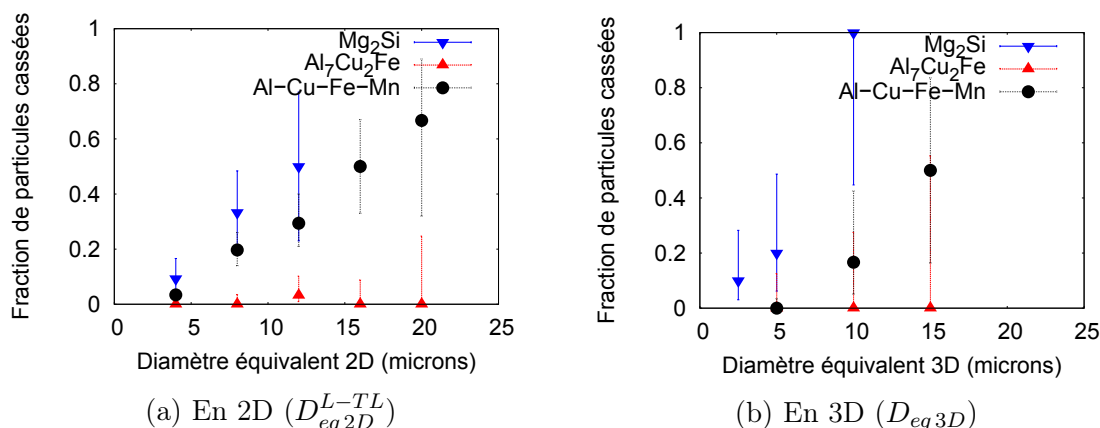 Fraction de particules cassées
1
0.8
0.6
0.4
0.2
0
Mg₂Si
Al₇Cu₂Fe
Al−Cu−Fe−Mn
0 5 10 15 20 25
Diamètre équivalent 2D (microns)
(a) En 2D (D_{eq 2D}^{L−TL})
Fraction de particules cassées
1
0.8
0.6
0.4
0.2
0
Mg₂Si
Al₇Cu₂Fe
Al−Cu−Fe−Mn
0 5 10 15 20 25
Diamètre équivalent 3D (microns)
(b) En 3D (D_{eq 3D})